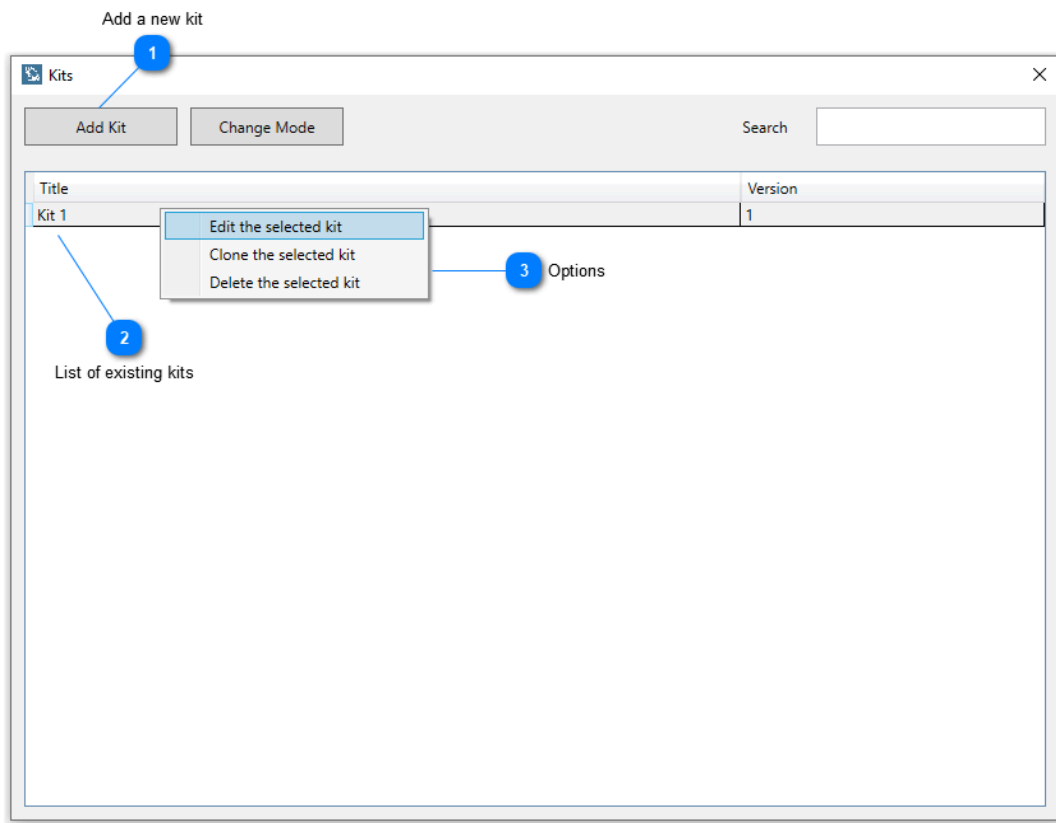 Add a new kit
1
Kits
Add Kit
Change Mode
Search
Title
Version
Kit 1
1
Edit the selected kit
Clone the selected kit
Delete the selected kit
3
Options
2
List of existing kits